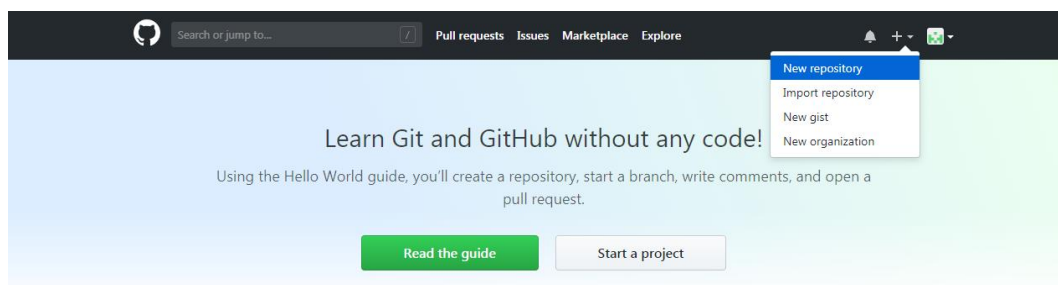 Search or jump to... / Pull requests Issues Marketplace Explore
New repository
Import repository
New gist
New organization
Learn Git and GitHub without any code!
Using the Hello World guide, you'll create a repository, start a branch, write comments, and open a
pull request.
Read the guide Start a project